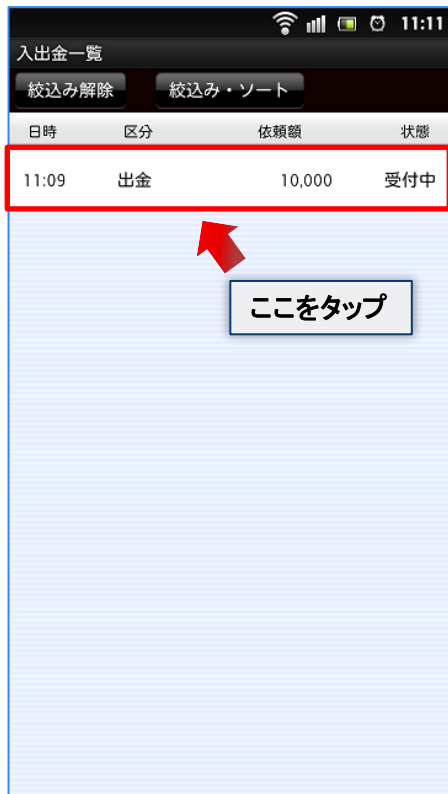 11:11
入出金一覧
絞込み解除 絞込み・ソート
日時 区分 依頼額 状態
11:09 出金 10,000 受付中
ここをタップ